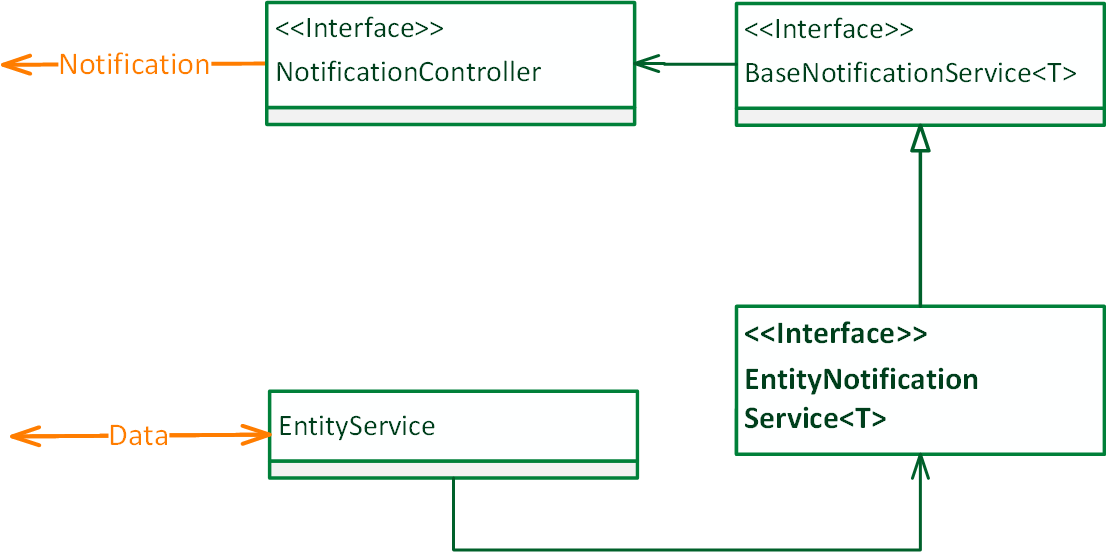 <<Interface>>
NotificationController
<<Interface>>
BaseNotificationService<T>
Notification
<<Interface>>
EntityNotification
Service<T>
EntityService
Data